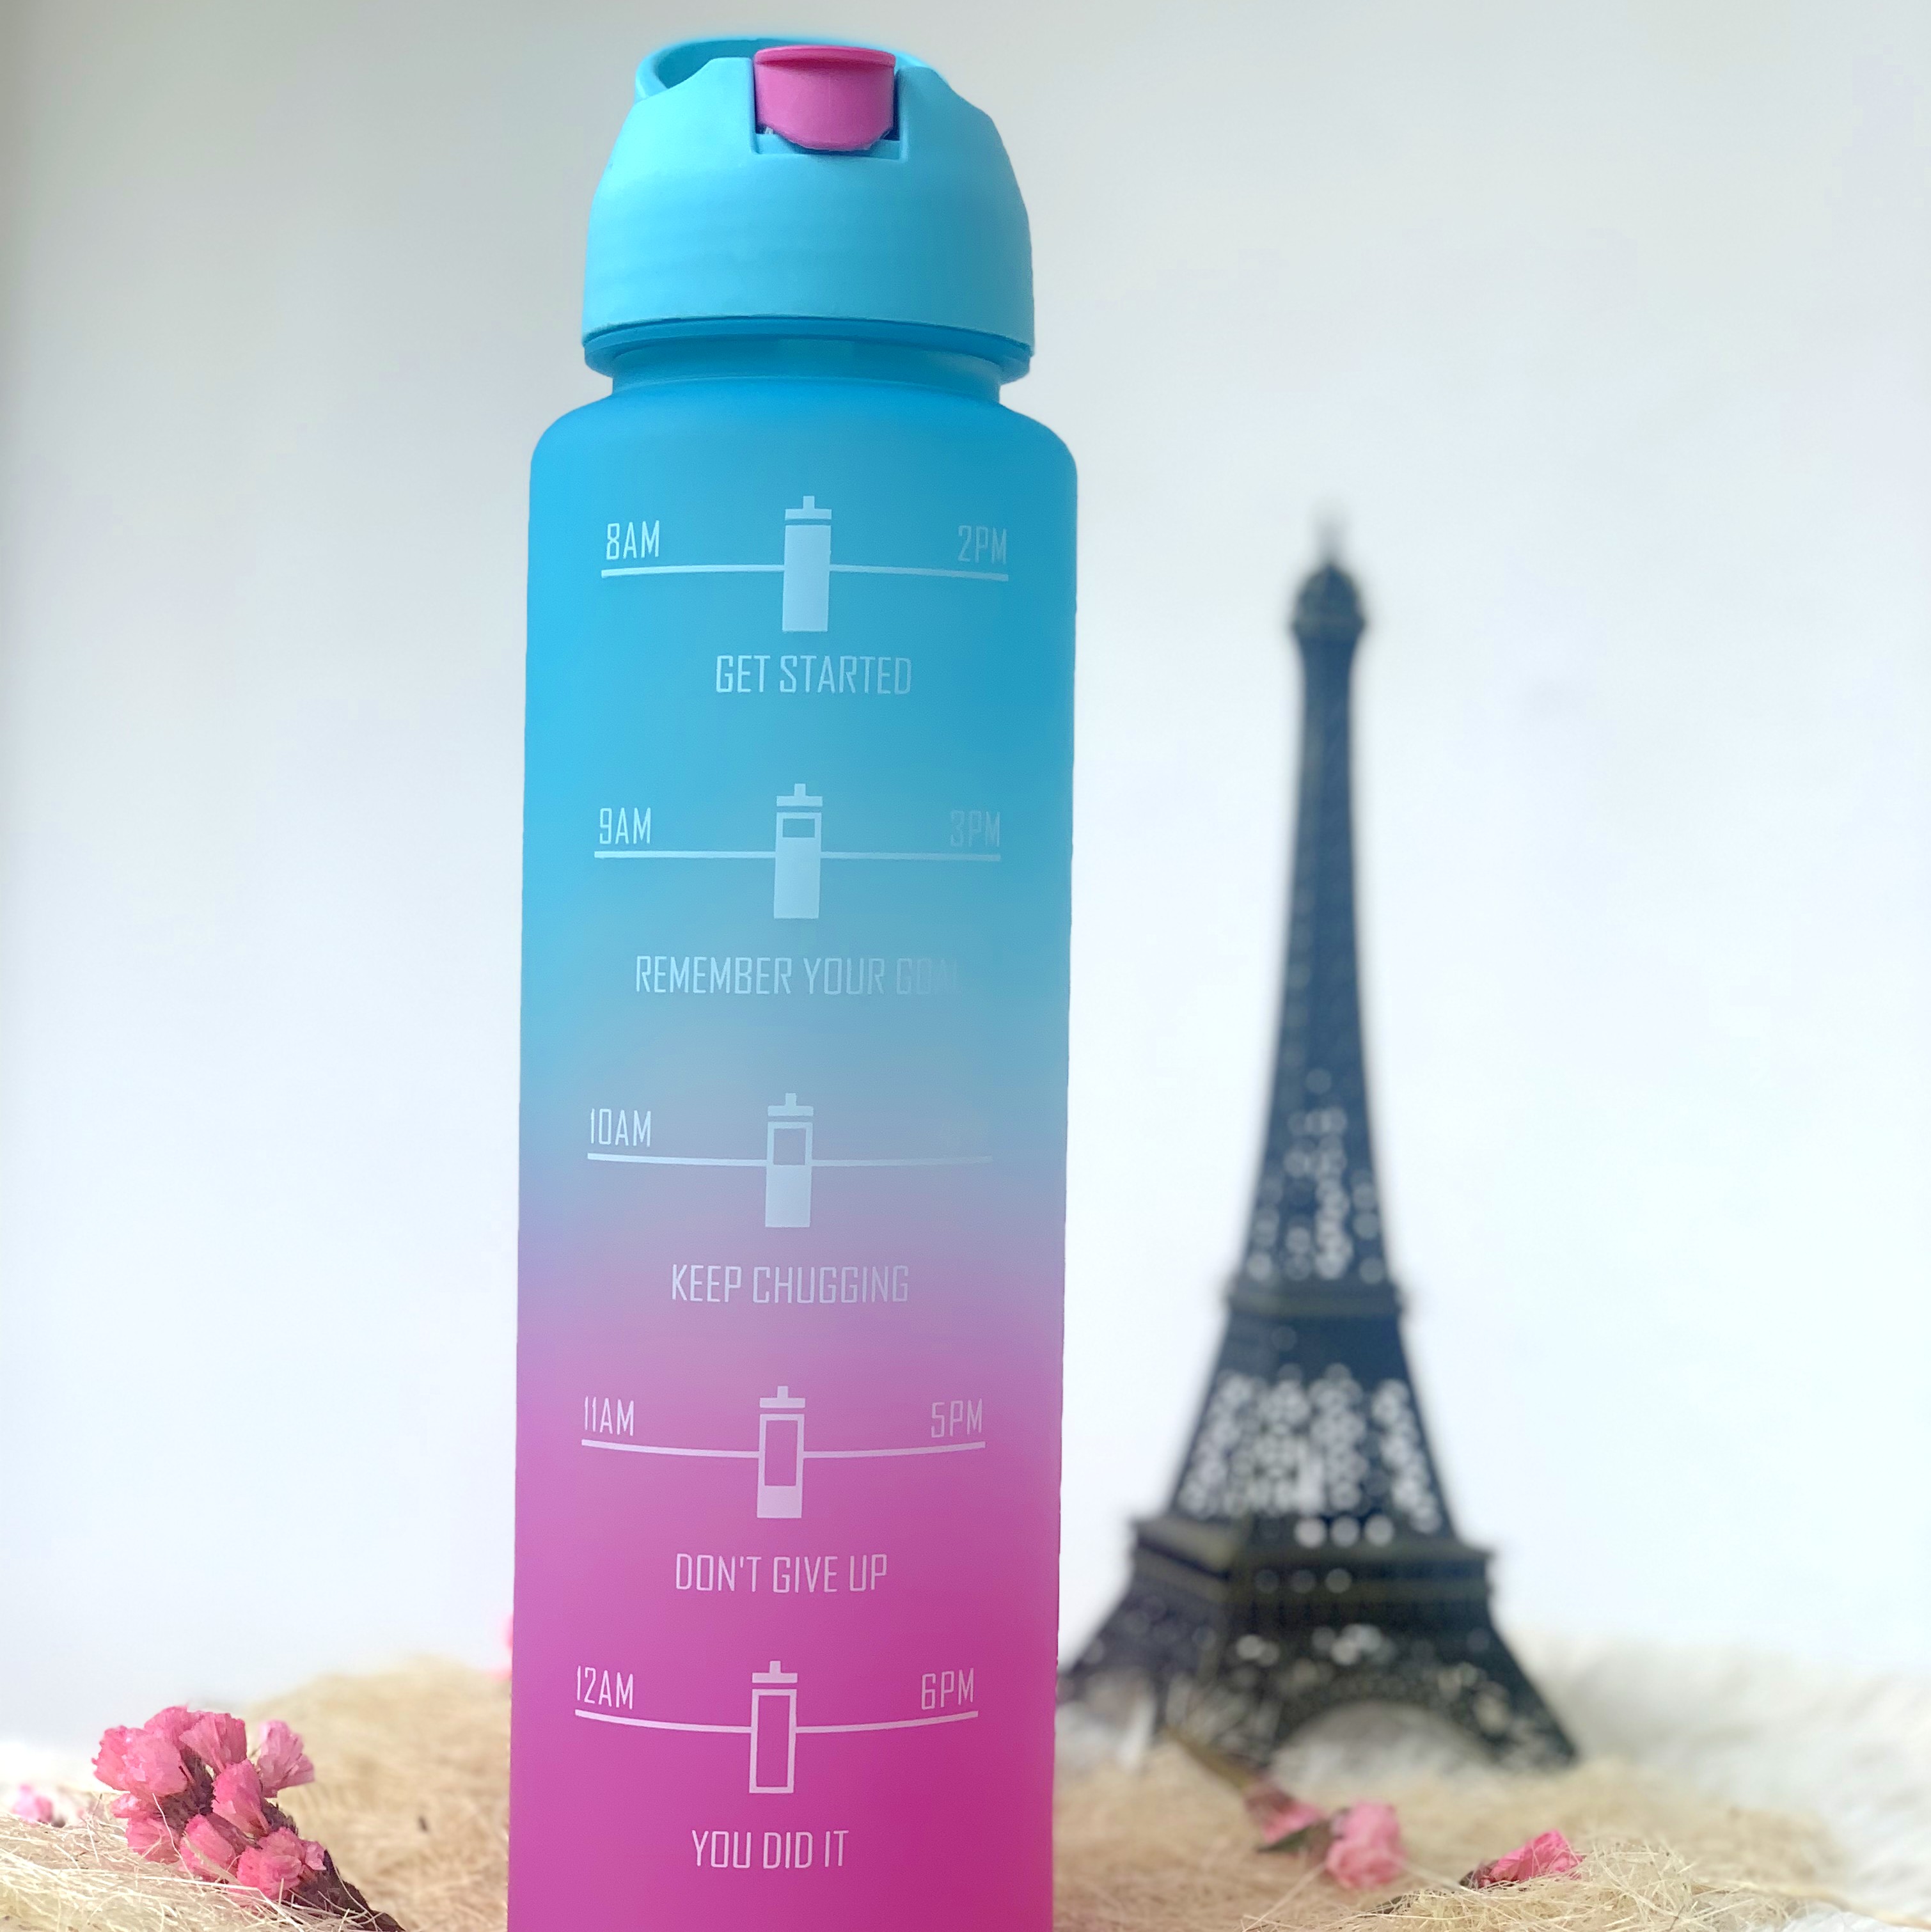 8AM 2PM
GET STARTED
9AM 3PM
REMEMBER YOUR GOAL
10AM
KEEP CHUGGING
11AM 5PM
DON'T GIVE UP
12AM 6PM
YOU DID IT